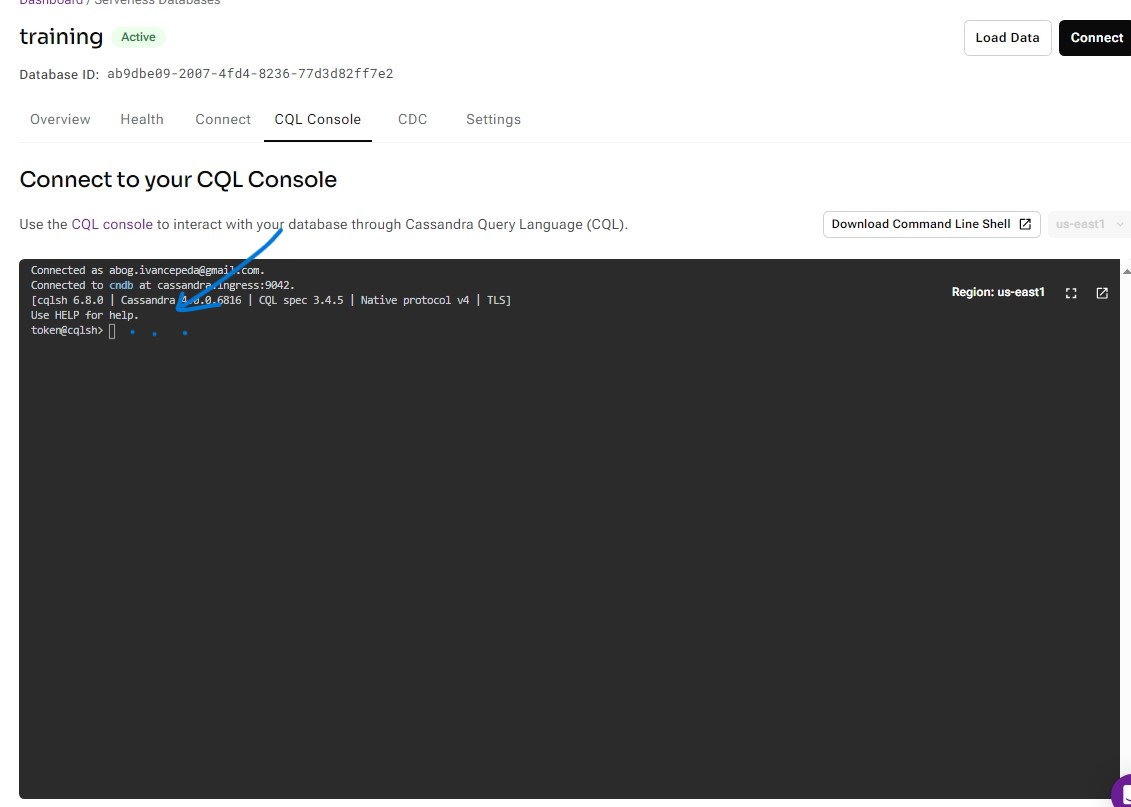 Dashboard / Serverless Databases
training Active
Load Data
Connect
Database ID: ab9dbe09-2007-4fd4-8236-77d3d82ff7e2
Overview Health Connect CQL Console CDC Settings
Connect to your CQL Console
Use the CQL console to interact with your database through Cassandra Query Language (CQL).
Download Command Line Shell
us-east1
Connected as abog.ivancepeda@gmail.com.
Connected to cndb at cassandra.ingress:9042.
[cqlsh 6.8.0 | Cassandra 4.0.0.6816 | CQL spec 3.4.5 | Native protocol v4 | TLS]
Use HELP for help.
token@cqlsh>
Region: us-east1